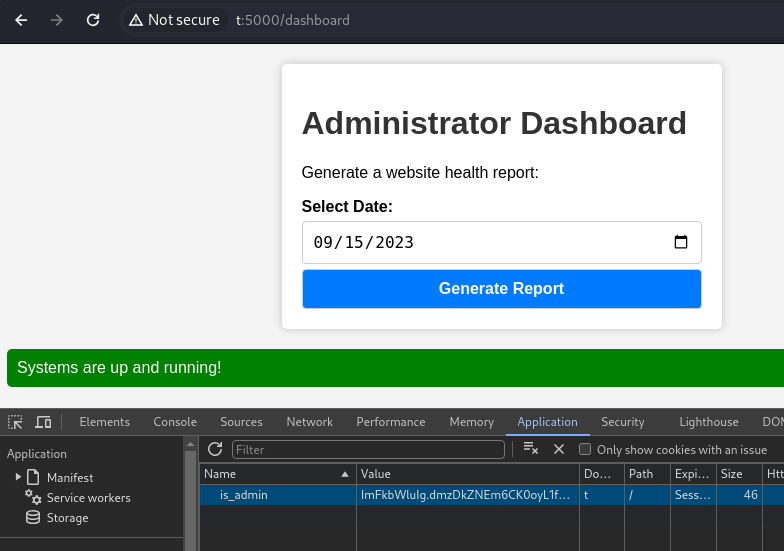 Not secure t:5000/dashboard
Administrator Dashboard
Generate a website health report:
Select Date:
09/15/2023
Generate Report
Systems are up and running!
Elements Console Sources Network Performance Memory Application Security Lighthouse DOM
Application
Filter
Only show cookies with an issue
Manifest
Service workers
Storage
Name Value Do... Path Expi... Size Htt
is_admin ImFkbWluIg.dmzDkZNEm6CK0oyL1f... t / Sess... 46